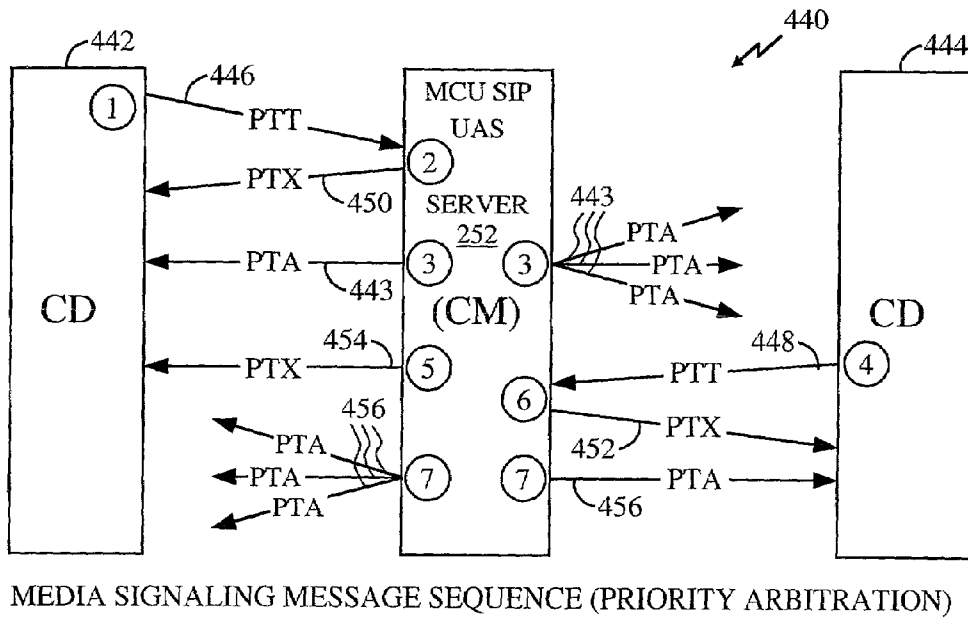 442
446
440
444
1
PTT
MCU SIP
UAS
2
PTX
450
SERVER
252
443
PTA
PTA
PTA
3
3
PTA
443
CD
(CM)
CD
454
448
PTX
5
PTT
4
6
456
PTX
452
PTA
PTA
PTA
7
7
PTA
456
MEDIA SIGNALING MESSAGE SEQUENCE (PRIORITY ARBITRATION)